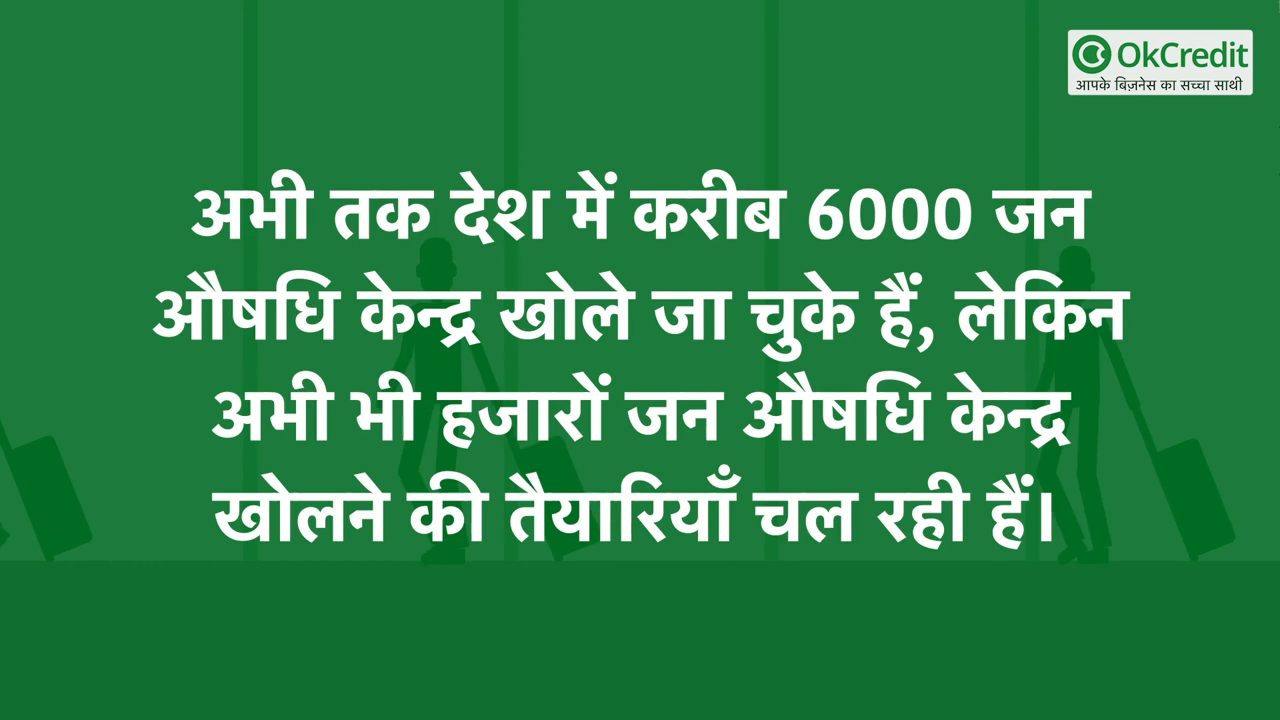 OkCredit
आपके बिज़नेस का सच्चा साथी
अभी तक देश में करीब 6000 जन
औषधि केन्द्र खोले जा चुके हैं, लेकिन
अभी भी हजारों जन औषधि केन्द्र
खोलने की तैयारियाँ चल रही हैं।